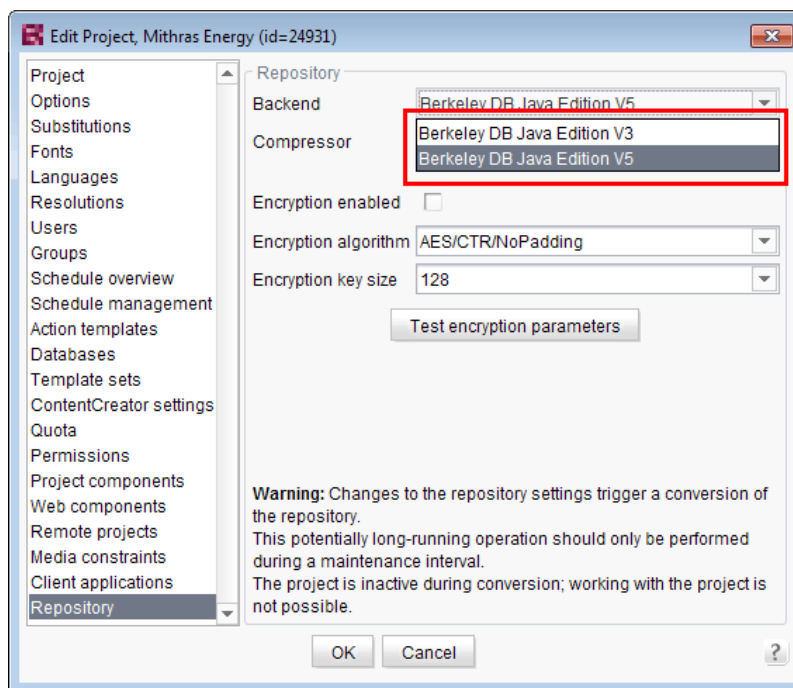 Edit Project, Mithras Energy (id=24931)
Project
Options
Substitutions
Fonts
Languages
Resolutions
Users
Groups
Schedule overview
Schedule management
Action templates
Databases
Template sets
ContentCreator settings
Quota
Permissions
Project components
Web components
Remote projects
Media constraints
Client applications
Repository
Repository
Backend
Berkeley DB Java Edition V5
Compressor
Berkeley DB Java Edition V3
Berkeley DB Java Edition V5
Encryption enabled
Encryption algorithm
AES/CTR/NoPadding
Encryption key size
128
Test encryption parameters
Warning: Changes to the repository settings trigger a conversion of
the repository.
This potentially long-running operation should only be performed
during a maintenance interval.
The project is inactive during conversion; working with the project is
not possible.
OK
Cancel
?